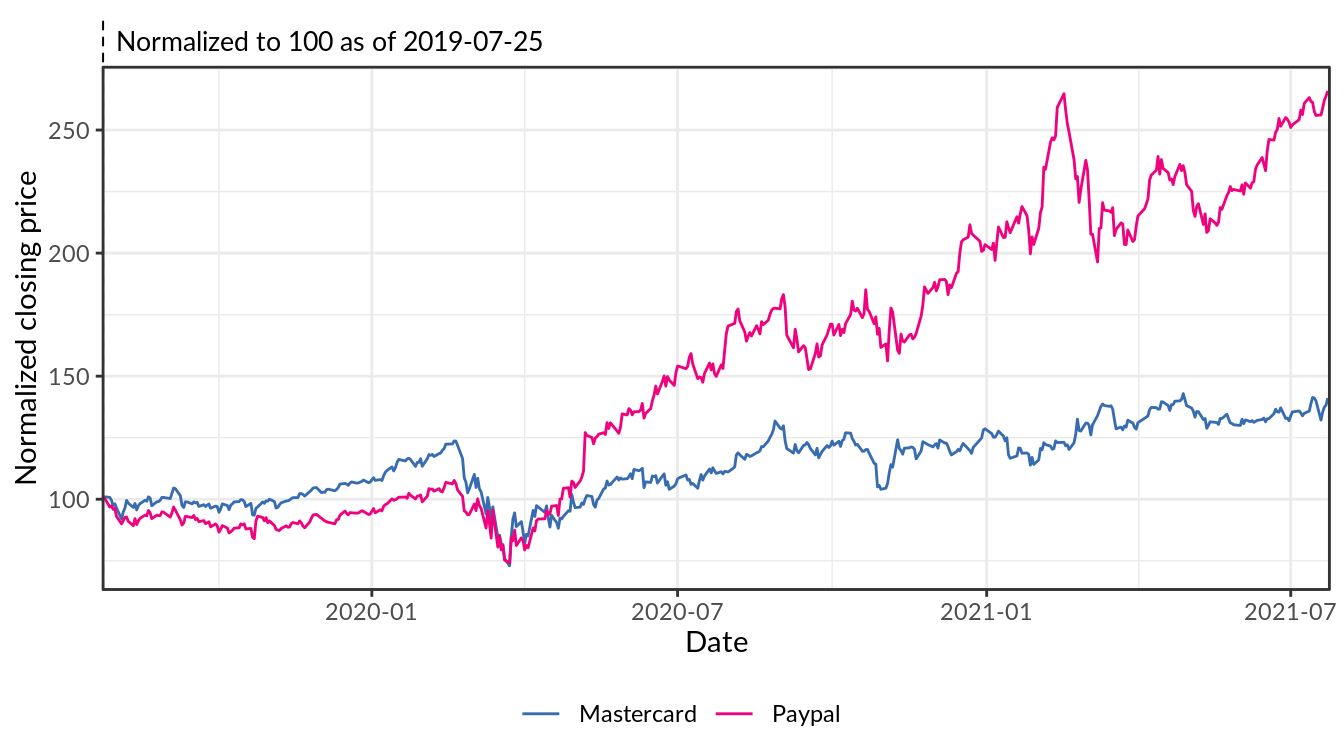 Normalized to 100 as of 2019-07-25
250
200
150
100
Normalized closing price
2020-01
2020-07
2021-01
2021-07
Date
Mastercard
Paypal